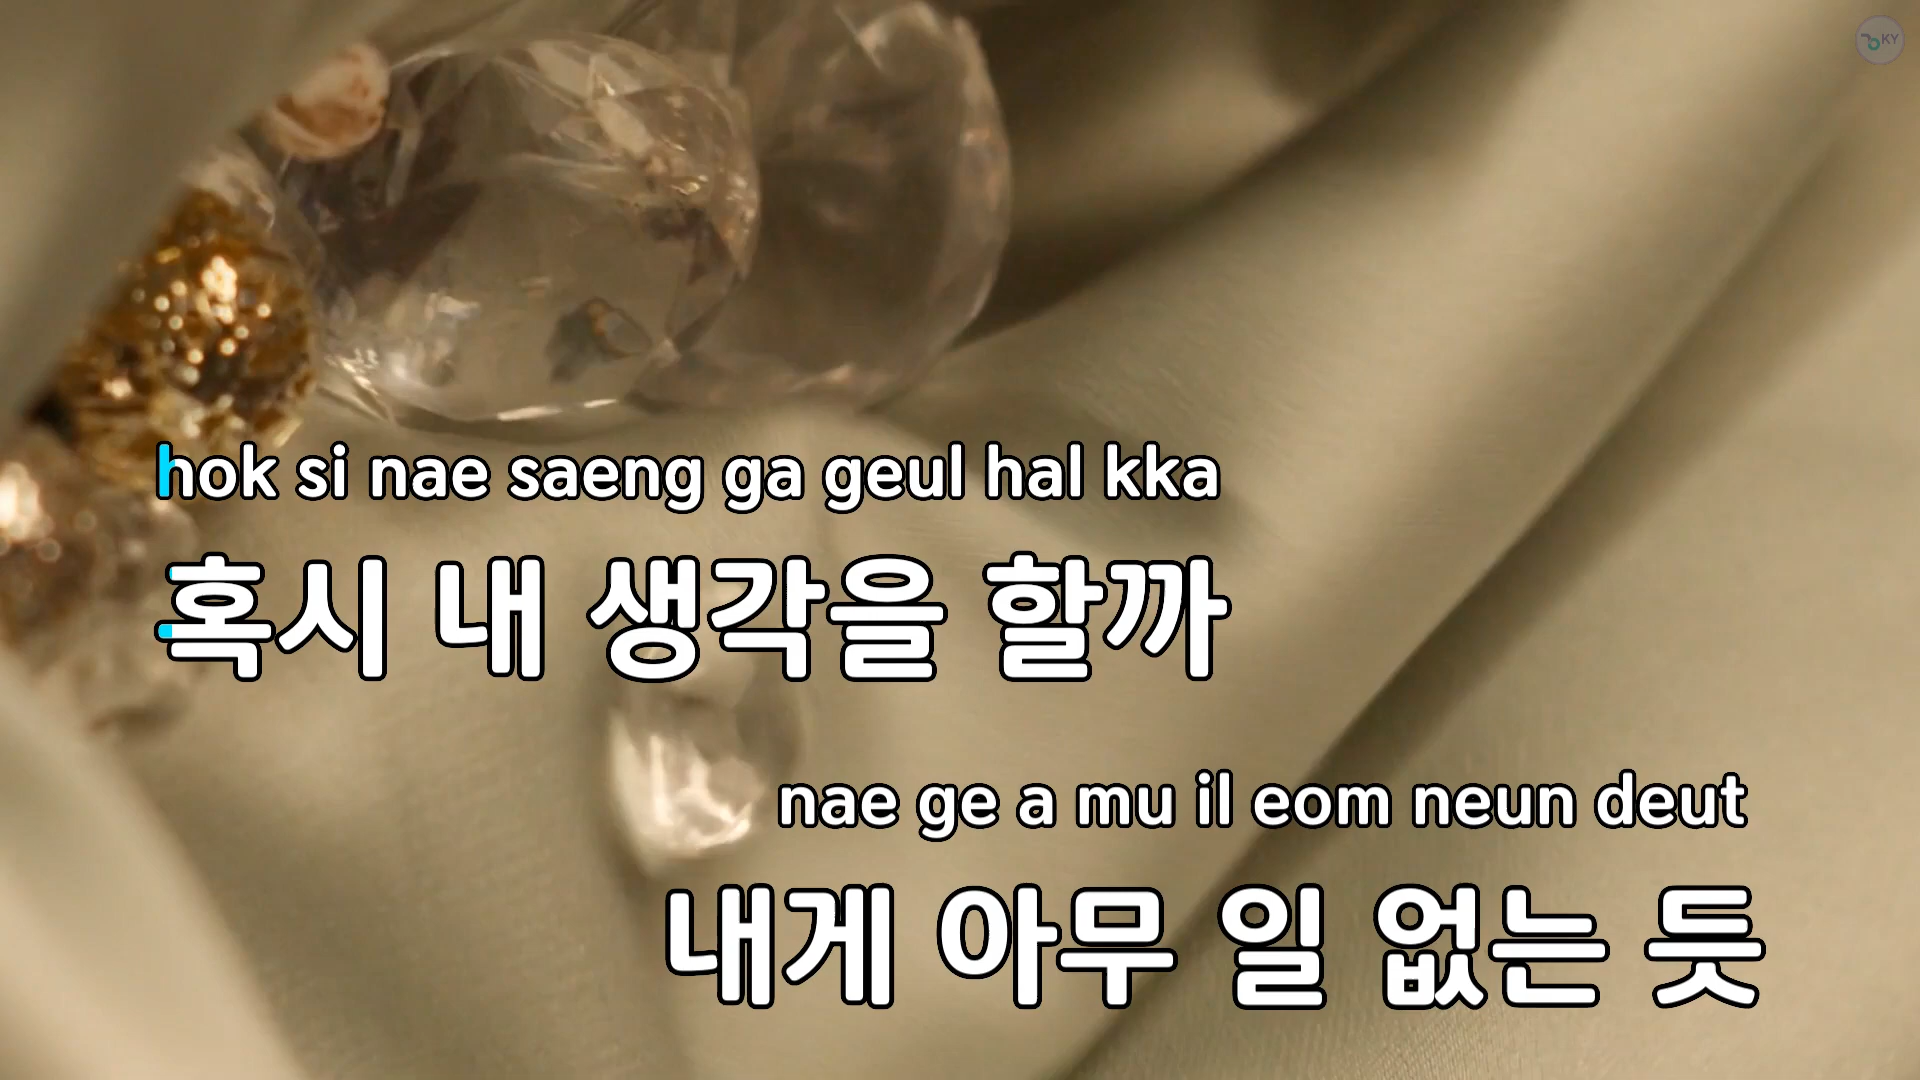 KY
hok si nae saeng ga geul hal kka
혹시 내 생각을 할까
nae ge a mu il eom neun deut
내게 아무 일 없는 듯